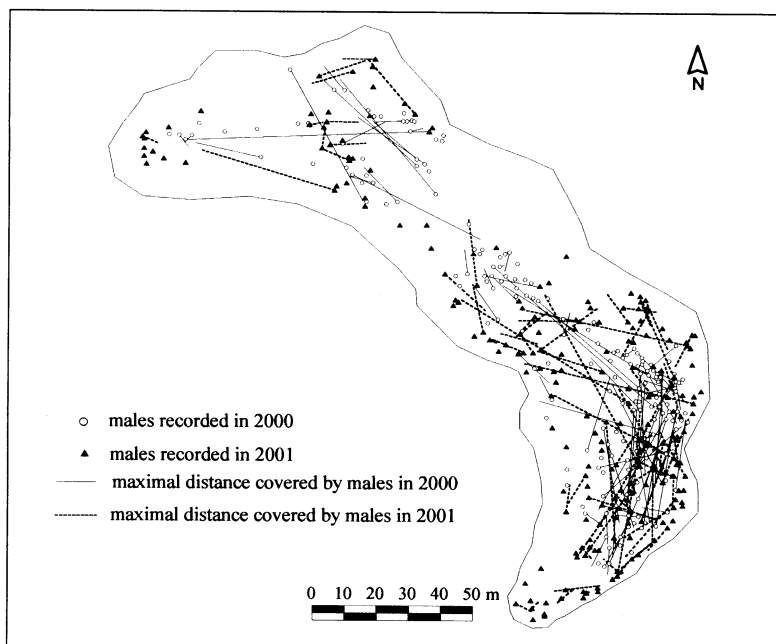 N
males recorded in 2000
males recorded in 2001
maximal distance covered by males in 2000
maximal distance covered by males in 2001
0 10 20 30 40 50 m